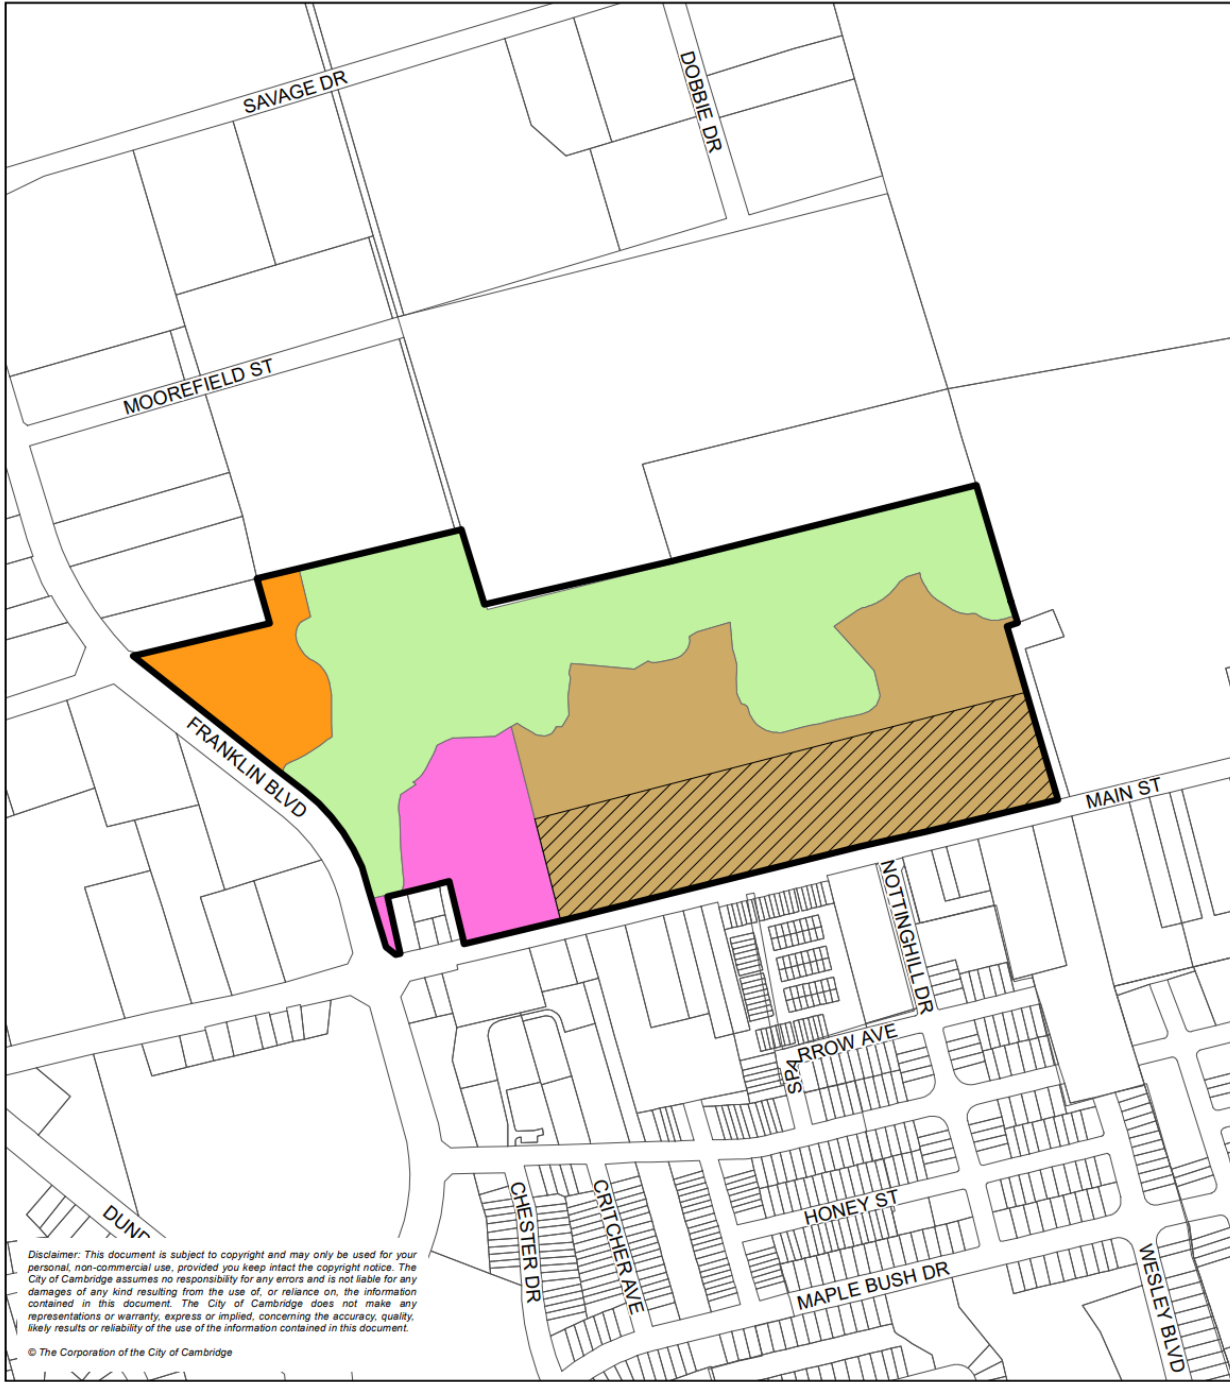 SAVAGE DR
DOBBIE DR
MOOREFIELD ST
FRANKLIN BLVD
MAIN ST
NOTTINGHILL DR
SPARROW AVE
CHESTER DR
CRITCHER AVE
HONEY ST
MAPLE BUSH DR
WESLEY BLVD
DUND
Disclaimer: This document is subject to copyright and may only be used for your
personal, non-commercial use, provided you keep intact the copyright notice. The
City of Cambridge assumes no responsibility for any errors and is not liable for any
damages of any kind resulting from the use of, or reliance on, the information
contained in this document. The City of Cambridge does not make any
representations or warranty, express or implied, concerning the accuracy, quality,
likely results or reliability of the use of the information contained in this document.
© The Corporation of the City of Cambridge